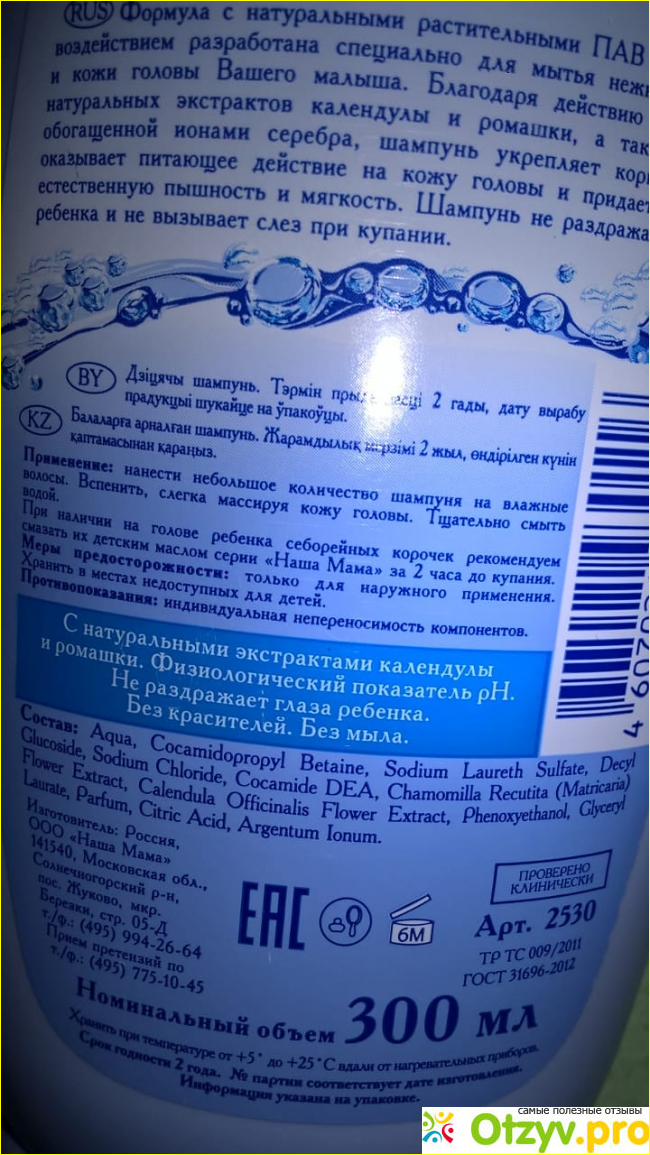 RUS Формула с натуральными растительными ПАВ
воздействием разработана специально для мытья
и кожи головы Вашего малыша. Благодаря действию
натуральных экстрактов календулы и ромашки, а
обогащенной ионами серебра, шампунь укрепляет
оказывает питающее действие на кожу головы и придает
естественную пышность и мягкость. Шампунь не
ребенка и не вызывает слез при купании.
BY Дзіцячы шампунь. Тэрмін 2 гады, дату вырабу
прадукцыі шукайце на ўпакоўцы.
KZ Балаларға арналған шампунь. Жарамдылық мерзімі 2 жыл, өндірілген күнін
қаптамасынан қараңыз.
Применение: нанести небольшое количество шампуня на влажные
волосы. Вспенить, слегка массируя кожу головы. Тщательно смыть
водой.
При наличии на голове ребенка себорейных корочек рекомендуем
смазать их детским маслом серии «Наша Мама» за 2 часа до купания.
Меры предосторожности: только для наружного применения.
Хранить в местах недоступных для детей.
Противопоказания: индивидуальная непереносимость компонентов.
С натуральными экстрактами календулы
и ромашки. Физиологический показатель pH.
Не раздражает глаза ребенка.
Без красителей. Без мыла.
Состав: Aqua, Cocamidopropyl Betaine, Sodium Laureth Sulfate, Decyl
Glucoside, Sodium Chloride, Cocamide DEA, Chamomilla Recutita (Matricaria)
Flower Extract, Calendula Officinalis Flower Extract, Phenoxyethanol, Glyceryl
Laurate, Parfum, Citric Acid, Argentum Ionum.
Изготовитель: Россия,
ООО «Наша Мама»
141540, Московская обл.,
Солнечногорский р-н,
пос. Жуково, мкр.
Березки, стр. 05-Д
т./ф.: (495) 994-26-64
Прием претензий по
т./ф.: (495) 775-10-45
ЕАС
6М
ПРОВЕРЕНО
КЛИНИЧЕСКИ
Арт. 2530
ТР ТС 009/2011
ГОСТ 31696-2012
Номинальный объем 300 мл
Хранить при температуре от +5° до +25°С вдали от нагревательных приборов.
Срок годности 2 года. № партии соответствует дате изготовления.
Информация указана на упаковке.
самые полезные отзывы
Otzyv.pro